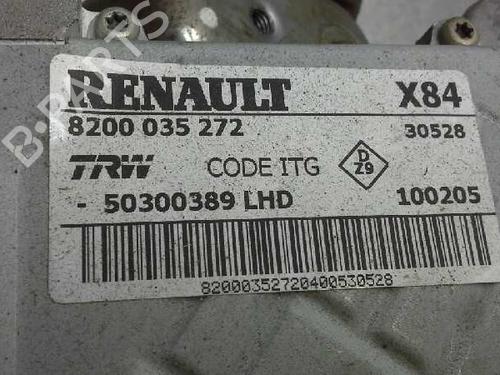 RENAULT X84
8200 035 272 30528
TRW CODE ITG D Z9
- 50300389 LHD 100205
82000352720400530528
B-PARTS